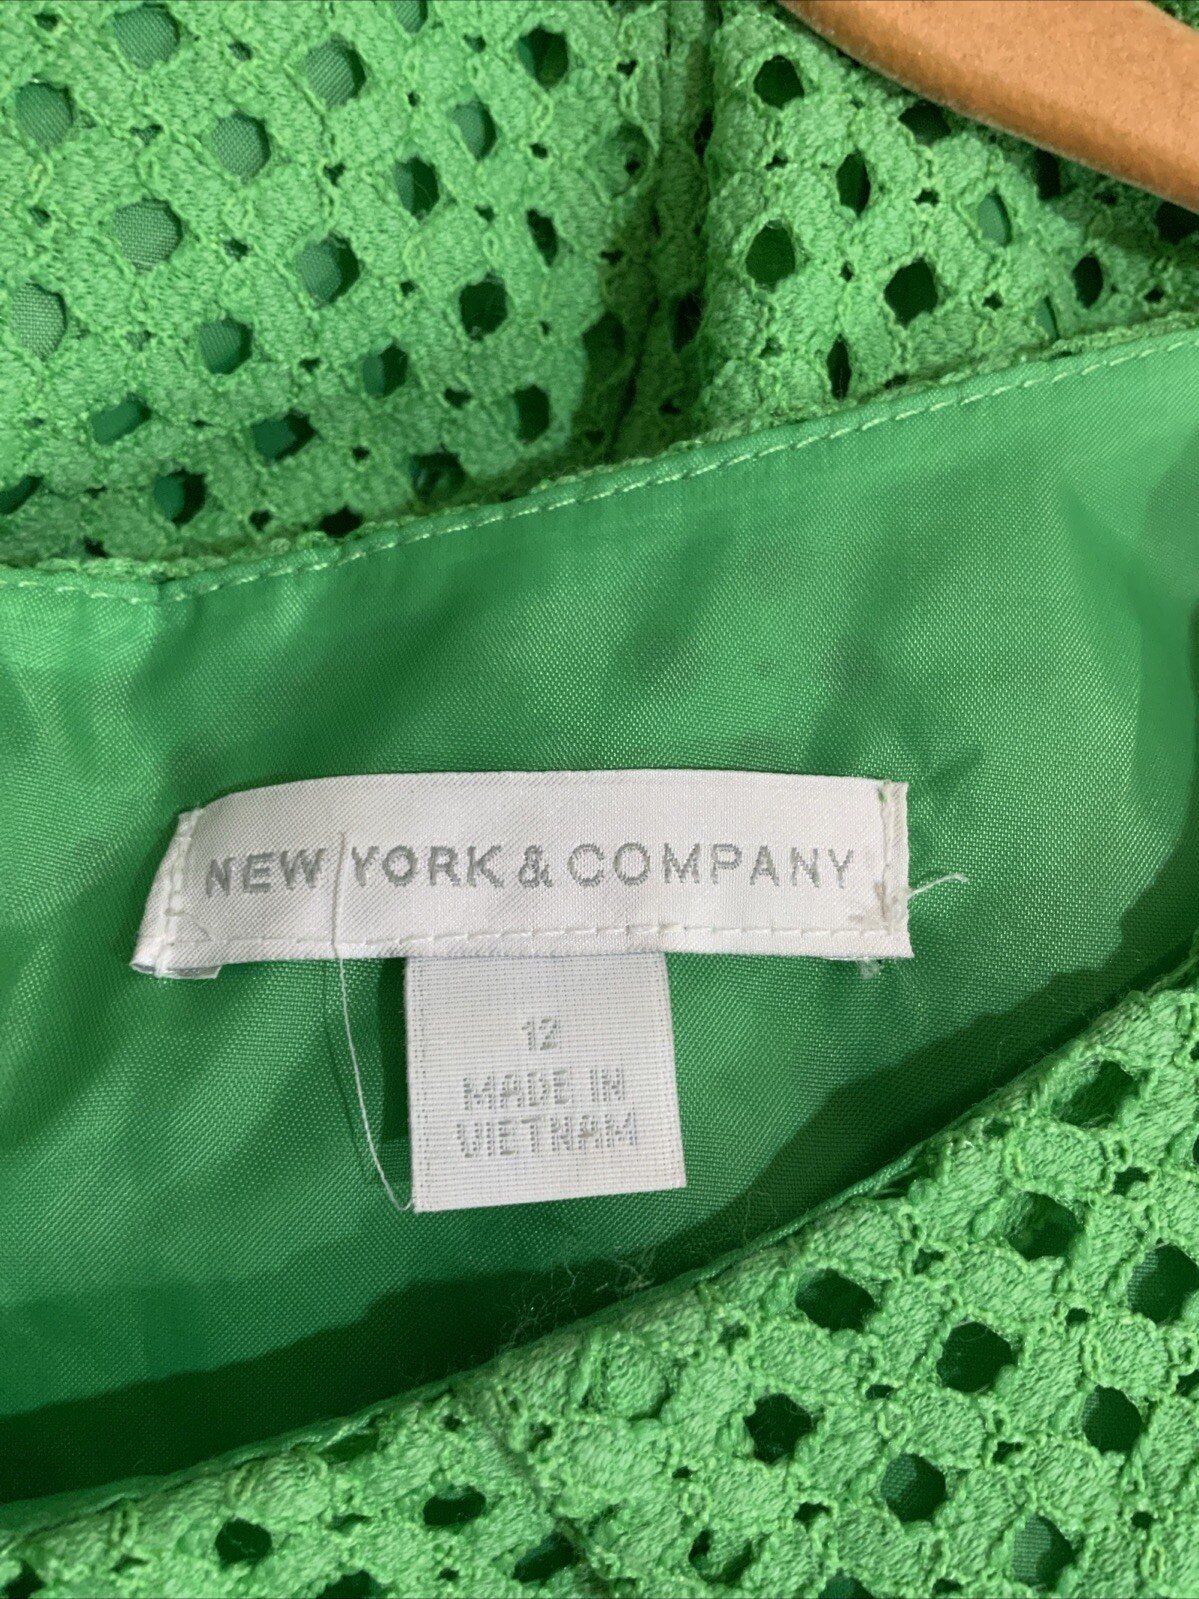 NEW YORK & COMPANY
12
MADE IN
VIETNAM